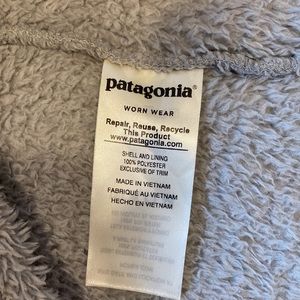 patagonia®
WORN WEAR
Repair, Reuse, Recycle
This Product
www.patagonia.com
SHELL AND LINING
100% POLYESTER
EXCLUSIVE OF TRIM
MADE IN VIETNAM
FABRIQUÉ AU VIETNAM
HECHO EN VIETNAM